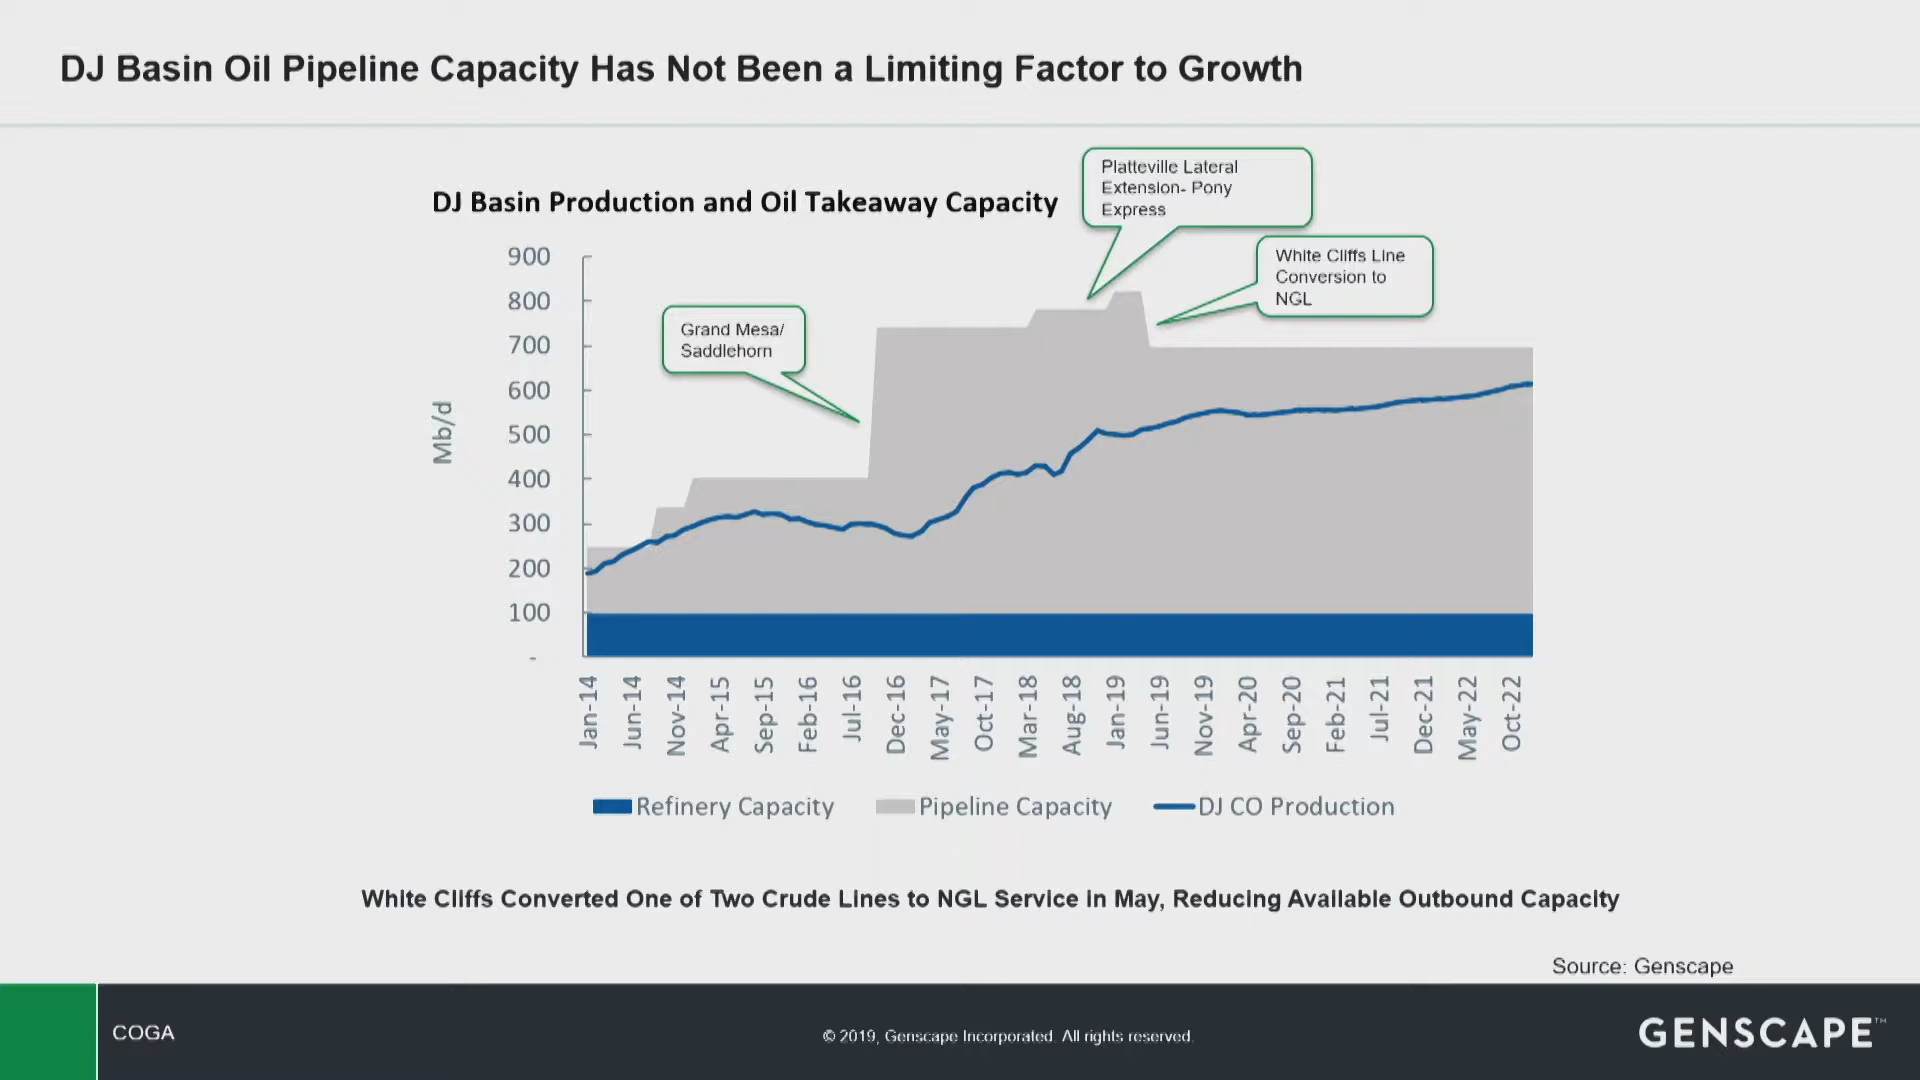 DJ Basin Oil Pipeline Capacity Has Not Been a Limiting Factor to Growth
DJ Basin Production and Oil Takeaway Capacity
Platteville Lateral
Extension- Pony
Express
White Cliffs Line
Conversion to
NGL
Grand Mesa/
Saddlehorn
Mb/d
900
800
700
600
500
400
300
200
100
-
Jan-14
Jun-14
Nov-14
Apr-15
Sep-15
Feb-16
Jul-16
Dec-16
May-17
Oct-17
Mar-18
Aug-18
Jan-19
Jun-19
Nov-19
Apr-20
Sep-20
Feb-21
Jul-21
Dec-21
May-22
Oct-22
Refinery Capacity
Pipeline Capacity
DJ CO Production
White Cliffs Converted One of Two Crude Lines to NGL Service in May, Reducing Available Outbound Capacity
Source: Genscape
COGA
© 2019, Genscape Incorporated. All rights reserved.
GENSCAPE™